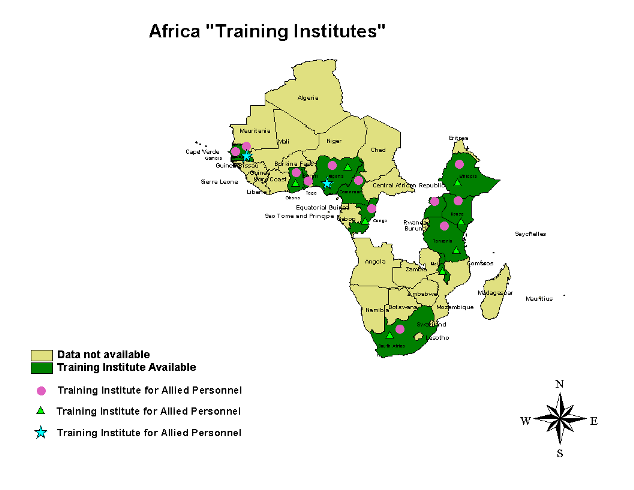 Africa "Training Institutes"
Algeria
Mauritania
Mali
Niger
Chad
Eritrea
Cape Verde
Gambia
Guinea Bissau
Guinea
Burkina Faso
Sierra Leone
Ivory Coast
Liberia
Ghana
Togo
Central African Republic
Equatorial Guinea
Sao Tome and Principe
Gabon
Congo
Rwanda
Burundi
Kenya
Tanzania
Seychelles
Angola
Zambia
Comoros
Madagascar
Mauritius
Zimbabwe
Mozambique
Namibia
Botswana
Swaziland
Lesotho
South Africa
Data not available
Training Institute Available
Training Institute for Allied Personnel
Training Institute for Allied Personnel
Training Institute for Allied Personnel
N
W
E
S